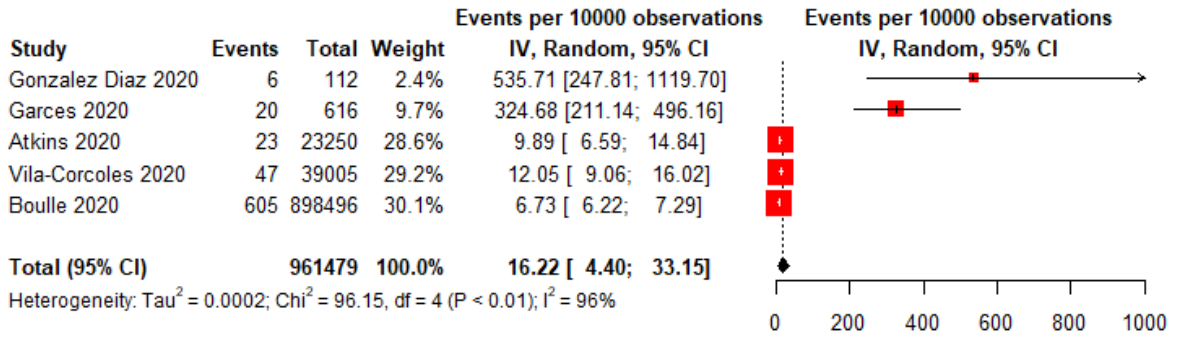 Events per 10000 observations Events per 10000 observations
Study Events Total Weight IV, Random, 95% CI IV, Random, 95% CI
Gonzalez Diaz 2020 6 112 2.4% 535.71 [247.81; 1119.70]
Garces 2020 20 616 9.7% 324.68 [211.14; 496.16]
Atkins 2020 23 23250 28.6% 9.89 [ 6.59; 14.84]
Vila-Corcoles 2020 47 39005 29.2% 12.05 [ 9.06; 16.02]
Boulle 2020 605 898496 30.1% 6.73 [ 6.22; 7.29]
Total (95% CI) 961479 100.0% 16.22 [ 4.40; 33.15]
Heterogeneity: Tau² = 0.0002; Chi² = 96.15, df = 4 (P < 0.01); I² = 96%
0 200 400 600 800 1000